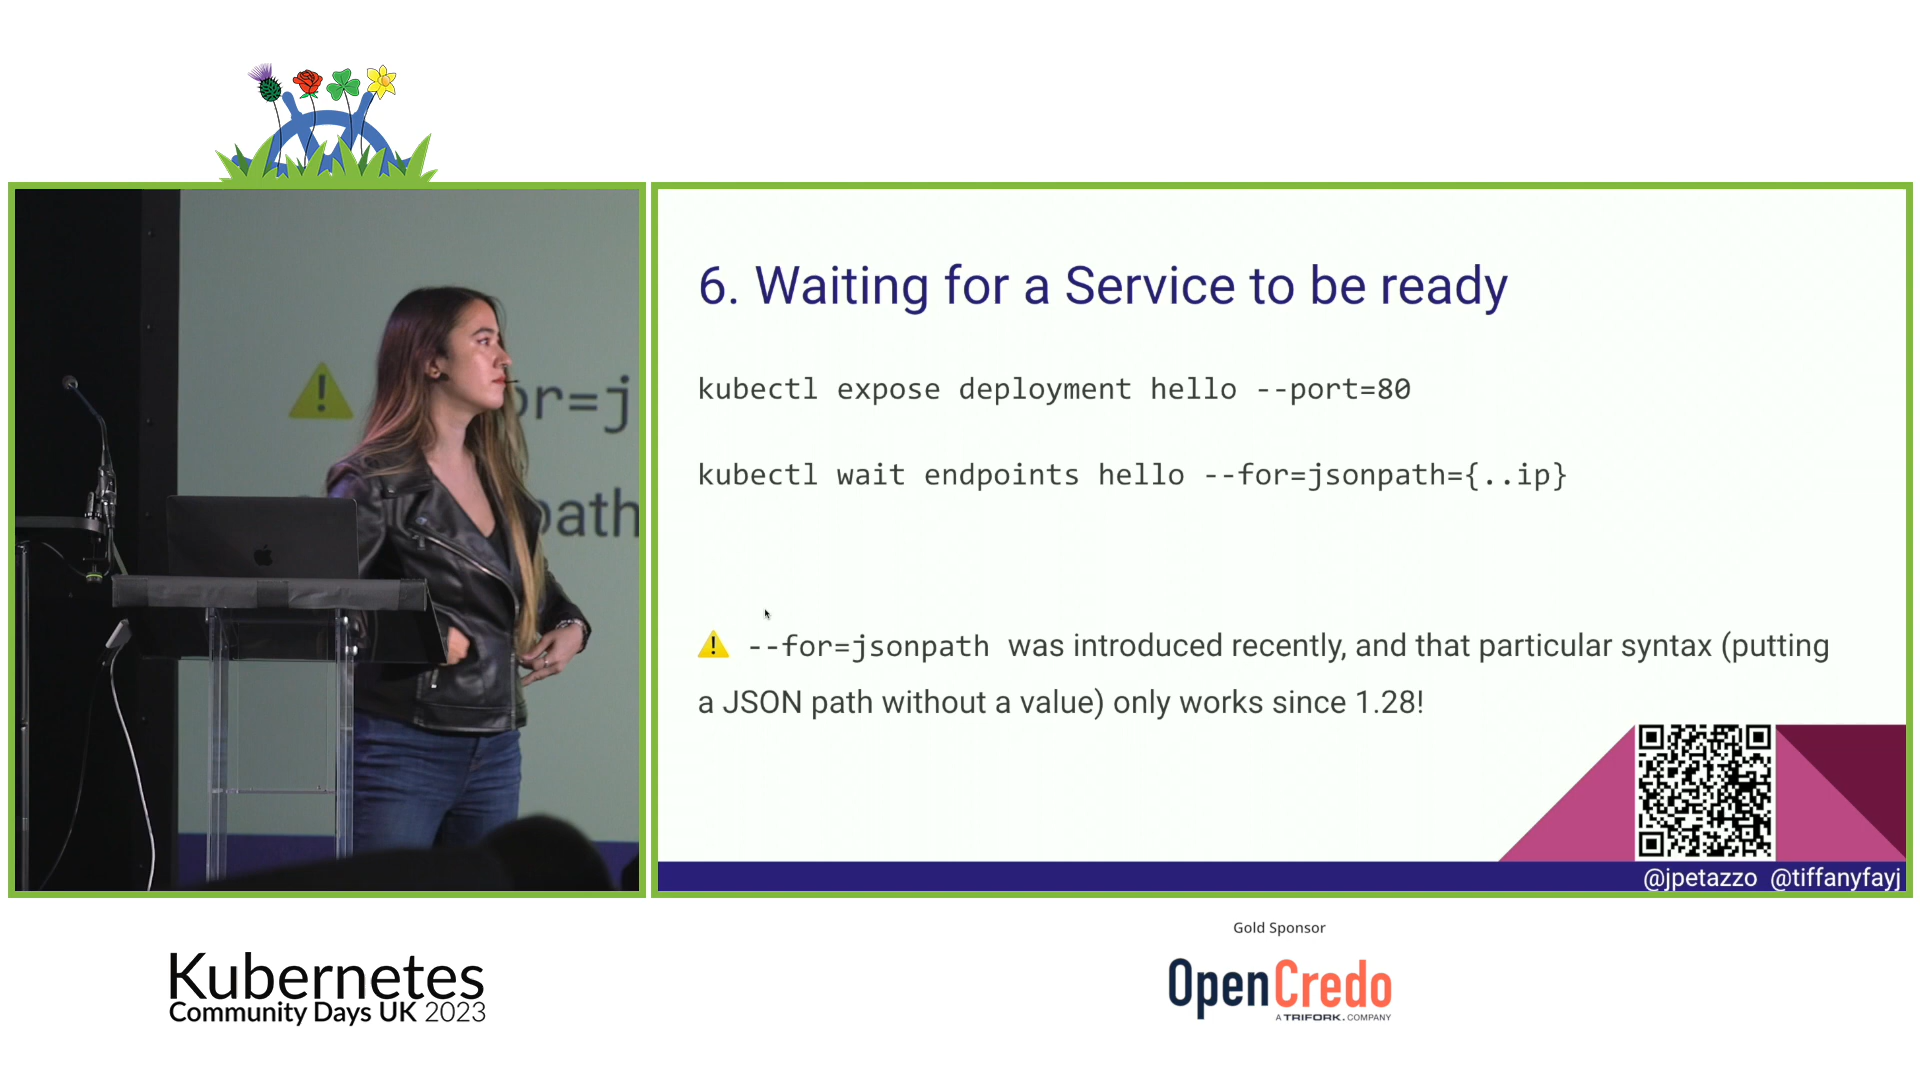 or=j
path
6. Waiting for a Service to be ready
kubectl expose deployment hello --port=80
kubectl wait endpoints hello --for=jsonpath={..ip}
⚠ --for=jsonpath was introduced recently, and that particular syntax (putting
a JSON path without a value) only works since 1.28!
@jpetazzo @tiffanyfayj
Kubernetes
Community Days UK 2023
Gold Sponsor
OpenCredo
A TRIFORK. COMPANY